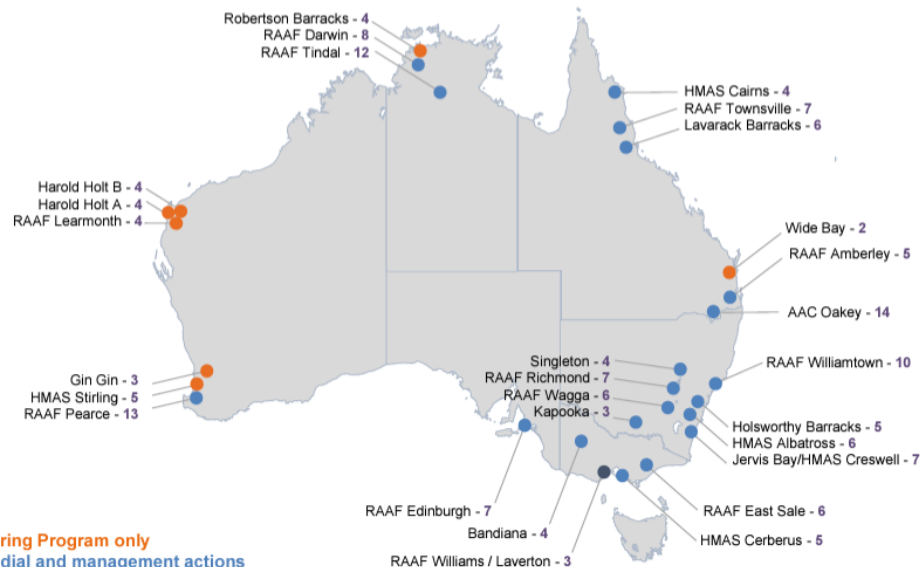 Robertson Barracks - 4
RAAF Darwin - 8
RAAF Tindal - 12
HMAS Cairns - 4
RAAF Townsville - 7
Lavarack Barracks - 6
Harold Holt B - 4
Harold Holt A - 4
RAAF Learmonth - 4
Wide Bay - 2
RAAF Amberley - 5
AAC Oakey - 14
Singleton - 4
RAAF Richmond - 7
RAAF Wagga - 6
Kapooka - 3
RAAF Williamtown - 10
Gin Gin - 3
HMAS Stirling - 5
RAAF Pearce - 13
Holsworthy Barracks - 5
HMAS Albatross - 6
Jervis Bay/HMAS Creswell - 7
RAAF Edinburgh - 7
Bandiana - 4
RAAF Williams / Laverton - 3
RAAF East Sale - 6
HMAS Cerberus - 5
ring Program only
dial and management actions